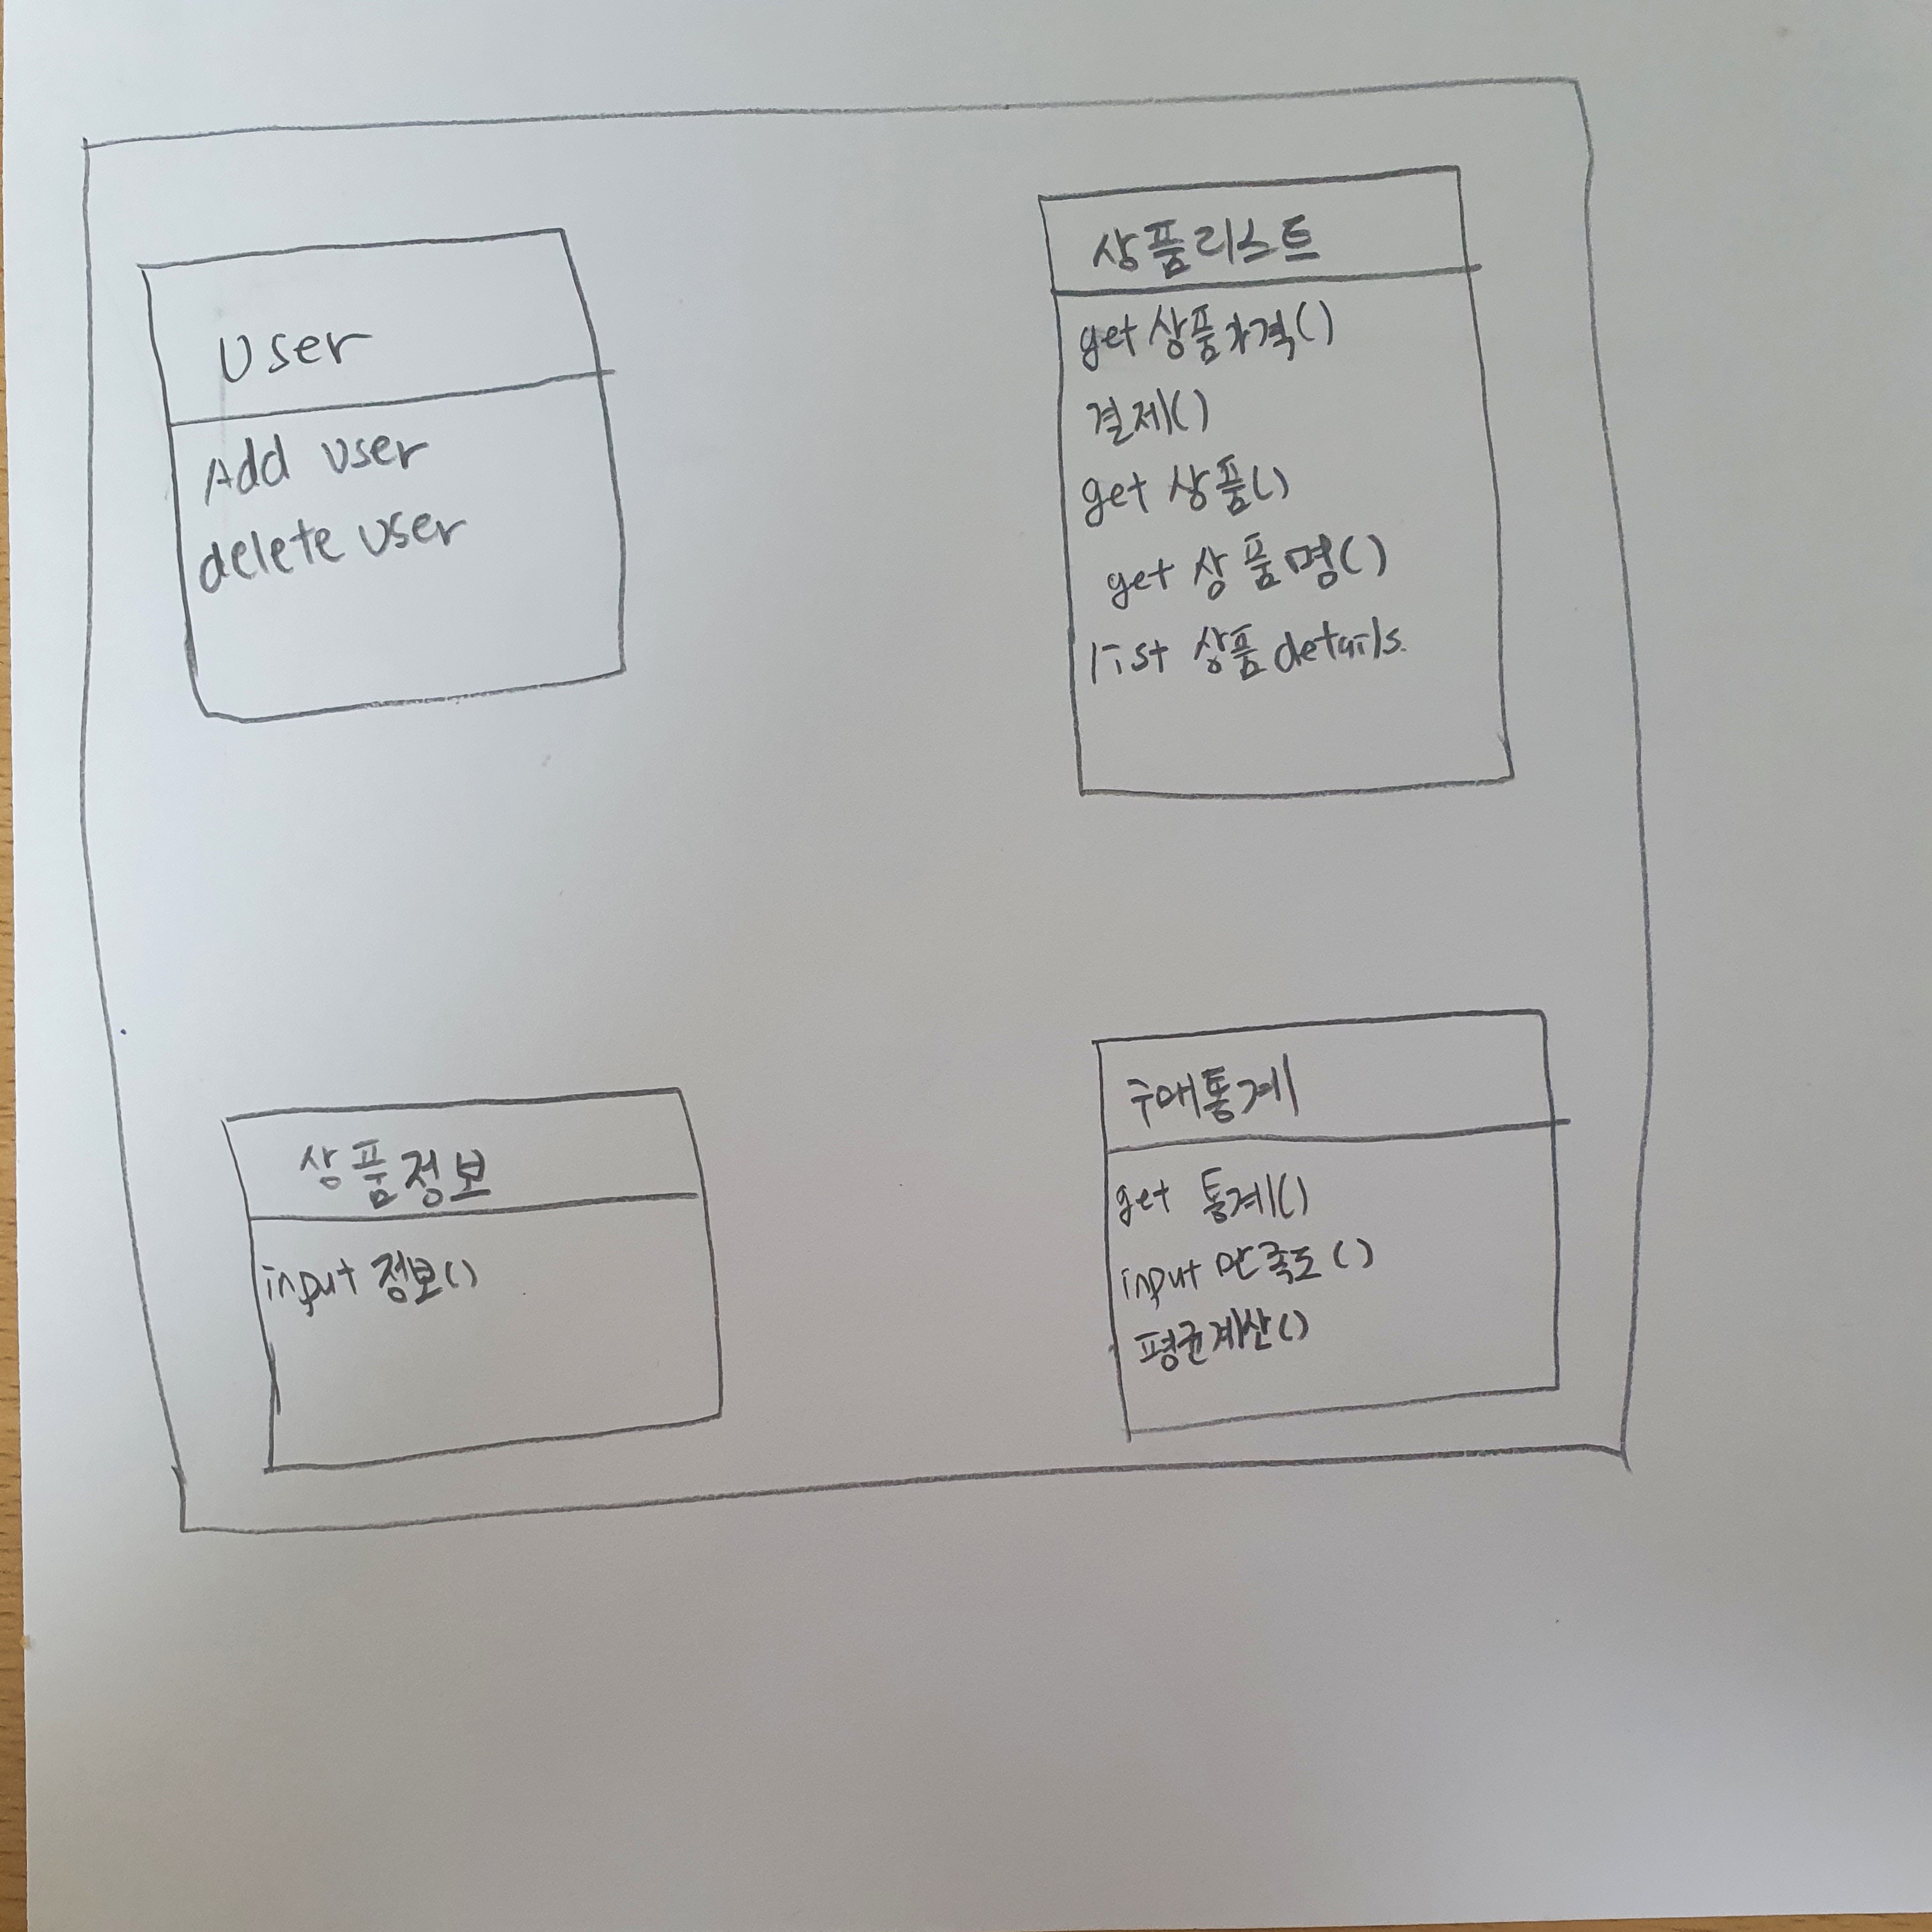 User
Add user
delete user
상품리스트
get 상품가격()
결제()
get 상품()
get 상품명()
list 상품 details.
상품정보
input 정보()
구매통계
get 통계()
input 만족도()
평균계산()